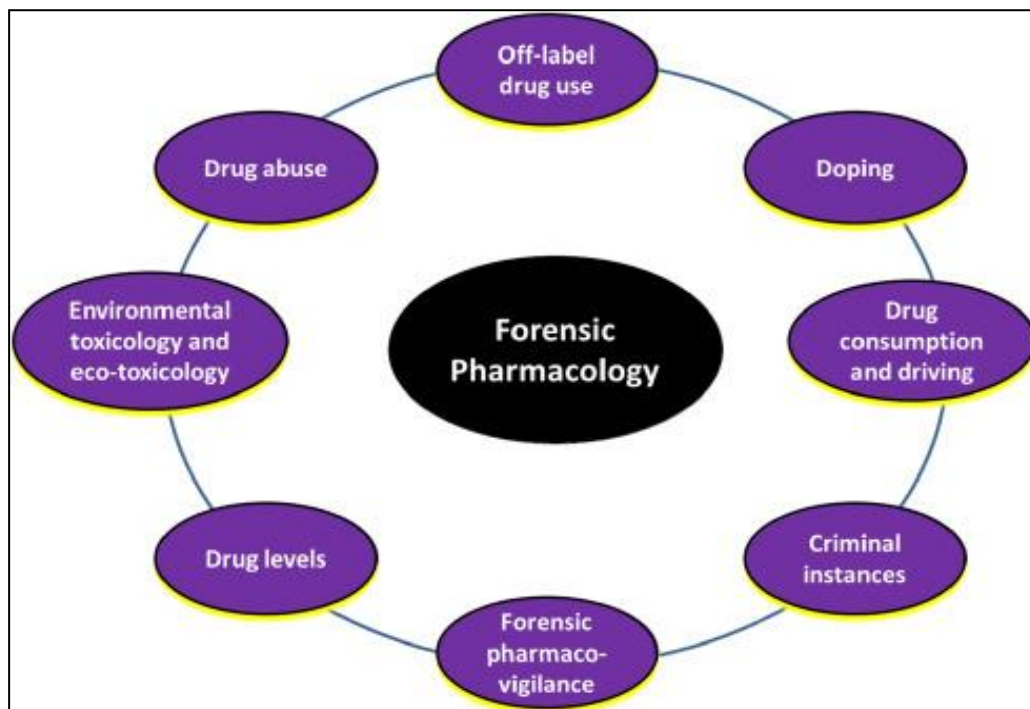 Off-label
drug use
Drug abuse
Doping
Environmental
toxicology and
eco-toxicology
Forensic
Pharmacology
Drug
consumption
and driving
Drug levels
Criminal
instances
Forensic
pharmaco-
vigilance